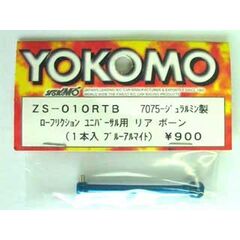 YOKOMO
ZS-010RTB 7075-ジュラルミン製
ローフリクション ユニバーサル用 リア ボーン
(1本入 ブルーアルマイト) ¥900